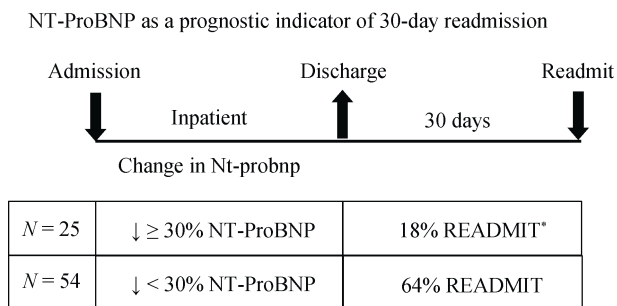 NT-ProBNP as a prognostic indicator of 30-day readmission
Admission Discharge Readmit
Inpatient 30 days
Change in Nt-probnp
N = 25 ↓ ≥ 30% NT-ProBNP 18% READMIT*
N = 54 ↓ < 30% NT-ProBNP 64% READMIT